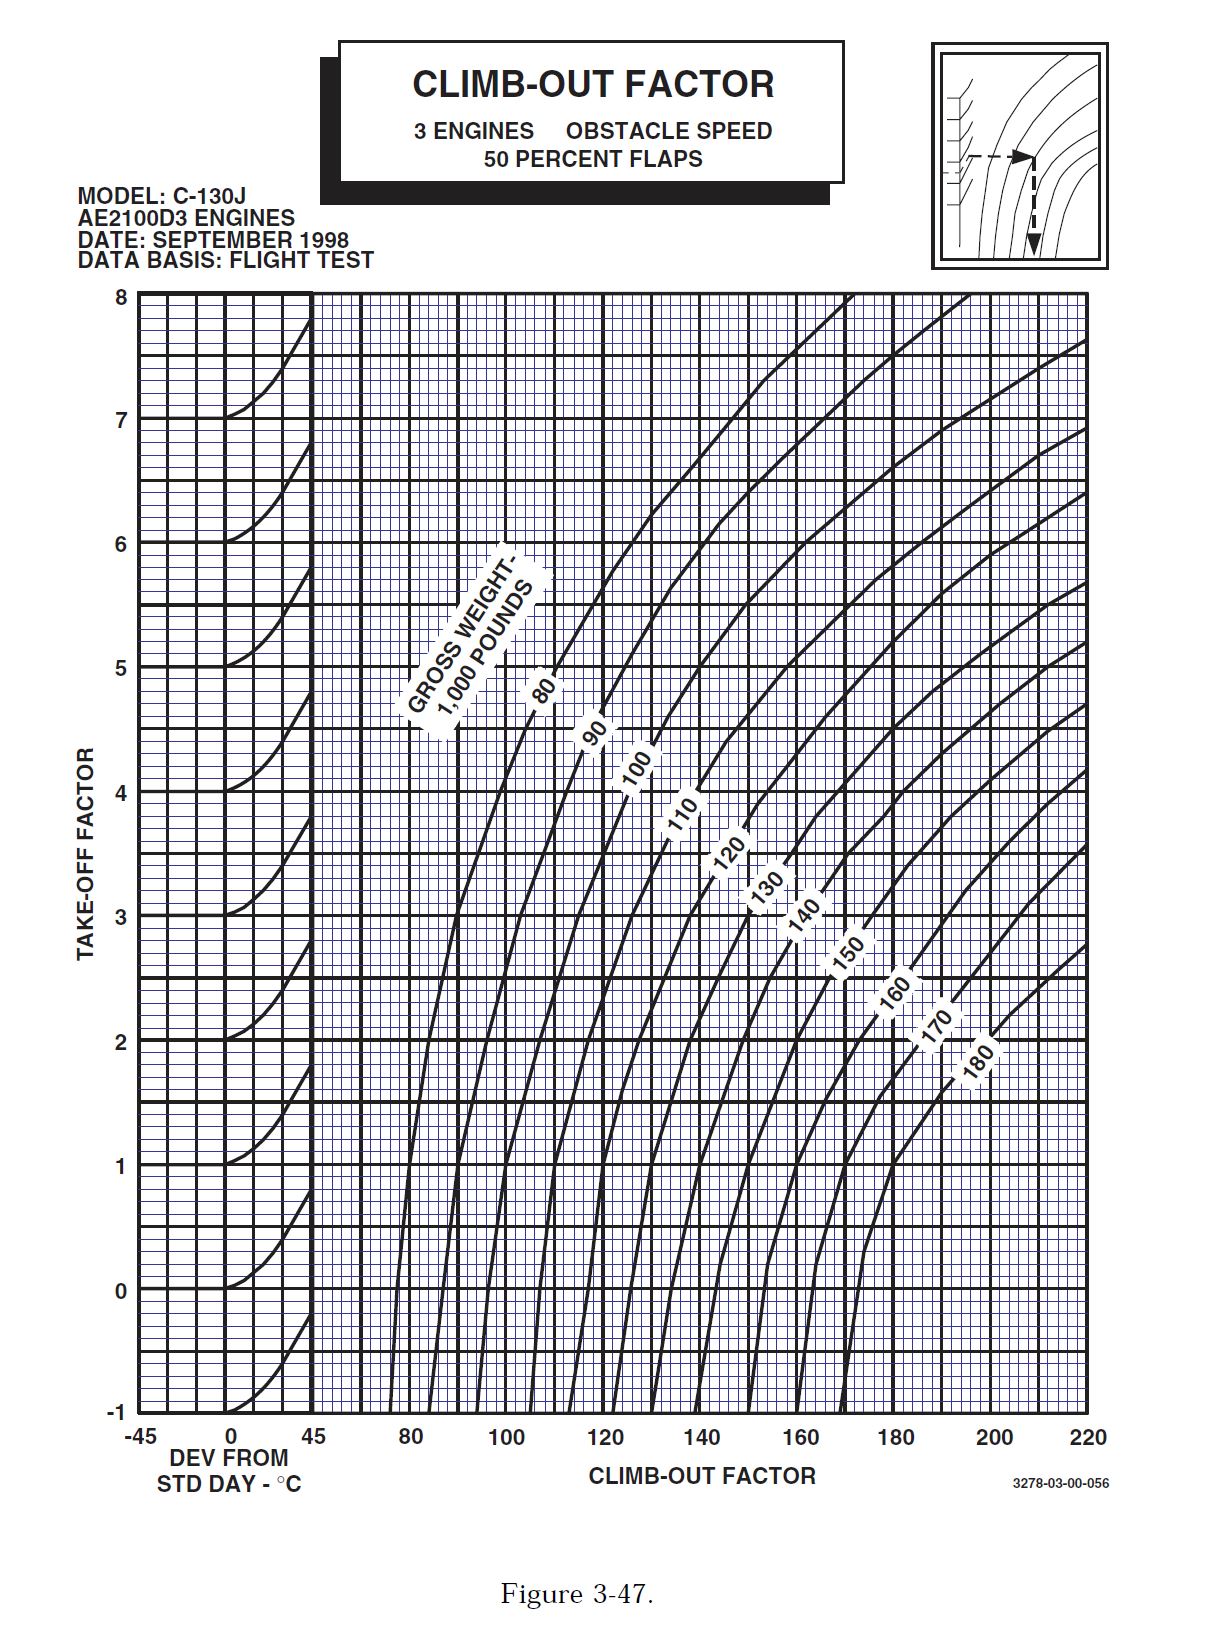 CLIMB-OUT FACTOR
3 ENGINES OBSTACLE SPEED
50 PERCENT FLAPS
MODEL: C-130J
AE2100D3 ENGINES
DATE: SEPTEMBER 1998
DATA BASIS: FLIGHT TEST
8
7
6
5
4
3
2
1
0
-1
TAKE-OFF FACTOR
GROSS WEIGHT-
1,000 POUNDS
80
90
100
110
120
130
140
150
160
170
180
-45 0 45 80 100 120 140 160 180 200 220
DEV FROM
STD DAY - °C
CLIMB-OUT FACTOR
3278-03-00-056
Figure 3-47.